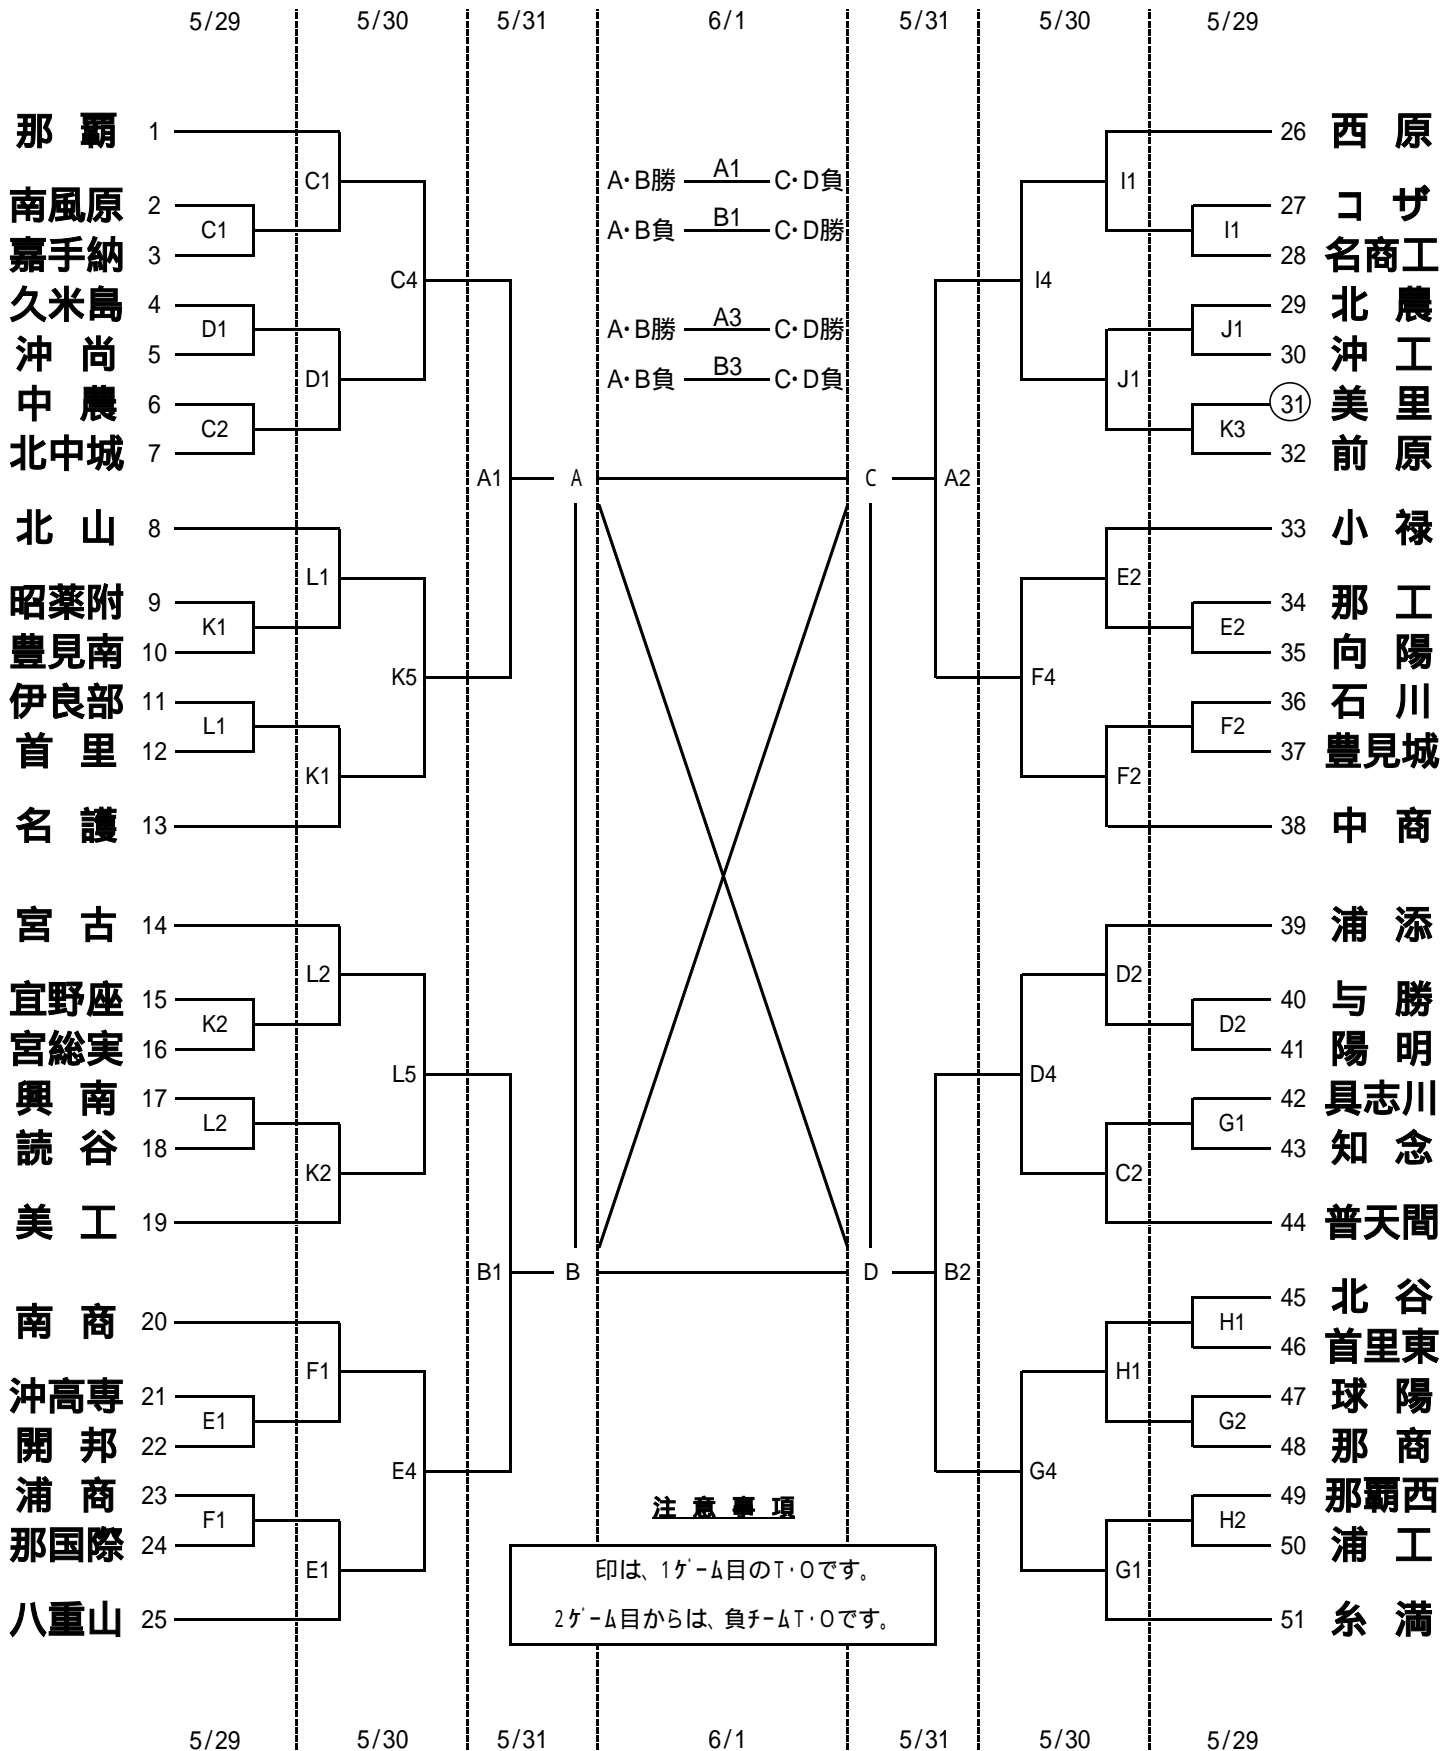 5/29 5/30 5/31 6/1 5/31 5/30 5/29
那覇 1
C1
南風原 2
C1
嘉手納 3
C4
久米島 4
D1
沖尚 5
D1
中農 6
C2
北中城 7
A1
北山 8
L1
昭薬附 9
K1
豊見南 10
K5
伊良部 11
L1
首里 12
K1
名護 13
宮古 14
L2
宜野座 15
K2
宮総実 16
L5
興南 17
L2
読谷 18
K2
美工 19
B1
南商 20
F1
沖高専 21
E1
開邦 22
E4
浦商 23
F1
那国際 24
E1
八重山 25
A・B勝 A1 C・D負
A・B負 B1 C・D勝
A・B勝 A3 C・D勝
A・B負 B3 C・D負
A C
B D
26 西原
I1
27 コザ
I1
28 名商工
I4
29 北農
J1
30 沖工
J1
31 美里
K3
32 前原
A2
33 小禄
E2
34 那工
E2
35 向陽
F4
36 石川
F2
37 豊見城
F2
38 中商
39 浦添
D2
40 与勝
D2
41 陽明
D4
42 具志川
G1
43 知念
C2
44 普天間
B2
45 北谷
H1
46 首里東
H1
47 球陽
G2
48 那商
G4
49 那覇西
H2
50 浦工
G1
51 糸満
注意事項
印は、1ゲーム目のT・Oです。
2ゲーム目からは、負チームT・Oです。
5/29 5/30 5/31 6/1 5/31 5/30 5/29